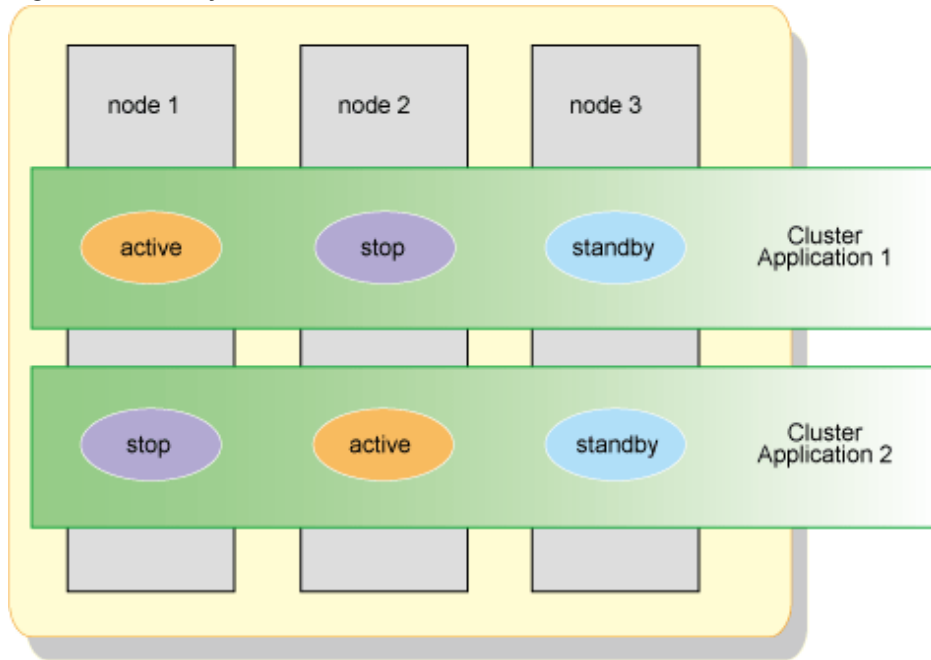 node 1
node 2
node 3
active
stop
standby
Cluster
Application 1
stop
active
standby
Cluster
Application 2